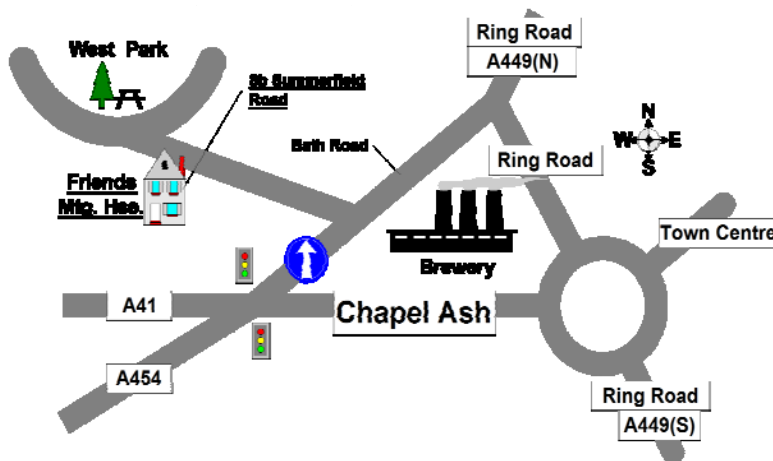 West Park
5b Summerfield
Road
Ring Road
A449(N)
Bath Road
N
W E
S
Ring Road
Friends
Mtg. Hse.
Town Centre
Brewery
A41
Chapel Ash
A454
Ring Road
A449(S)